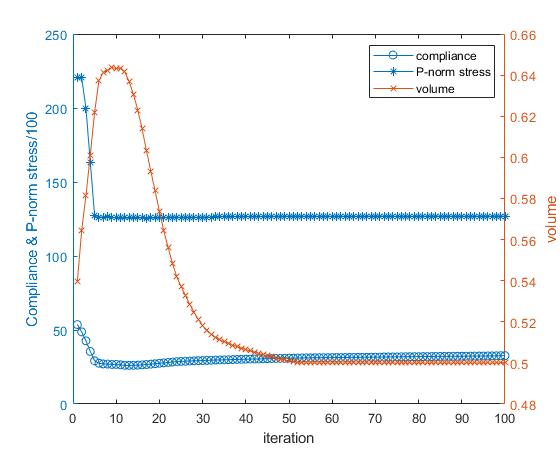 250
200
150
100
50
0
Compliance & P-norm stress/100
0 10 20 30 40 50 60 70 80 90 100
iteration
0.66
0.64
0.62
0.6
0.58
0.56
0.54
0.52
0.5
0.48
volume
compliance
P-norm stress
volume